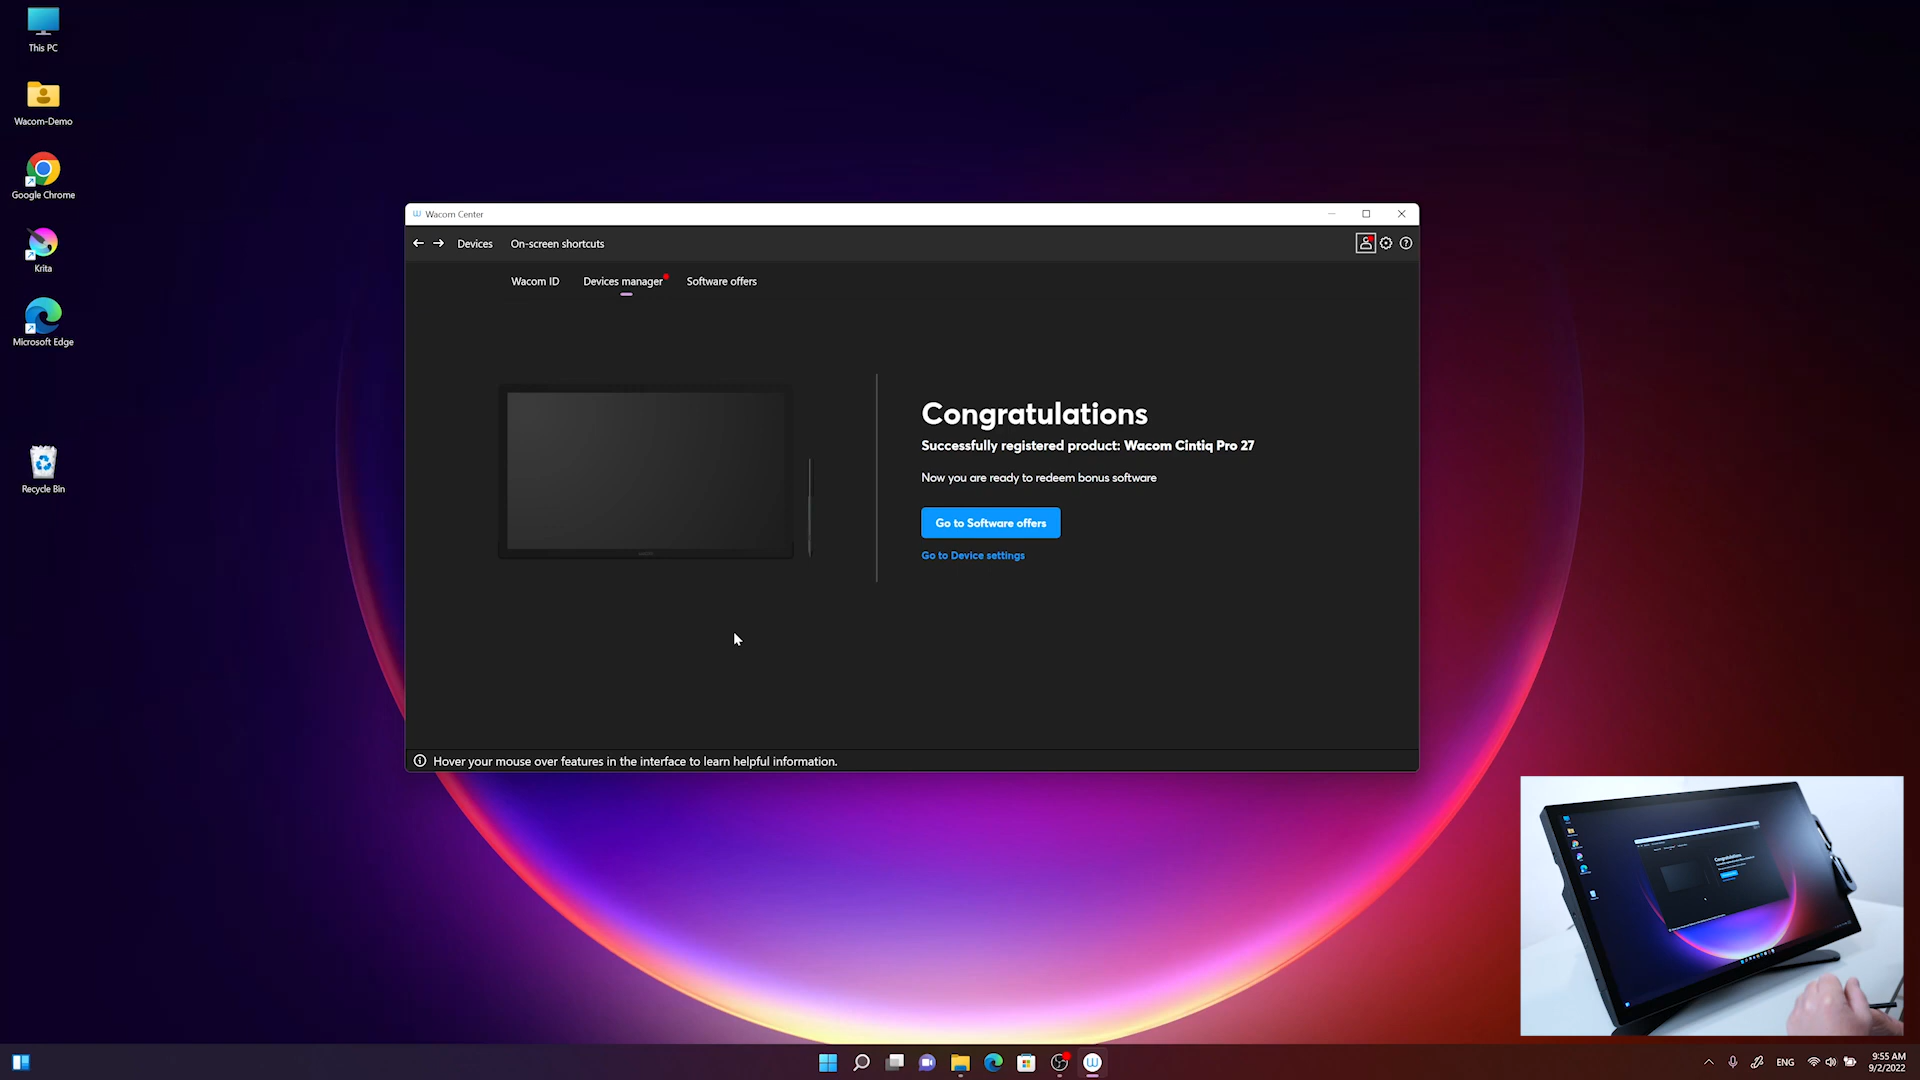 This PC
Wacom-Demo
Google Chrome
Krita
Microsoft Edge
Recycle Bin
Wacom Center
Devices
On-screen shortcuts
Wacom ID
Devices manager
Software offers
Congratulations
Successfully registered product: Wacom Cintiq Pro 27
Now you are ready to redeem bonus software
Go to Software offers
Go to Device settings
Hover your mouse over features in the interface to learn helpful information.
Congratulations
ENG
9:55 AM
9/2/2022